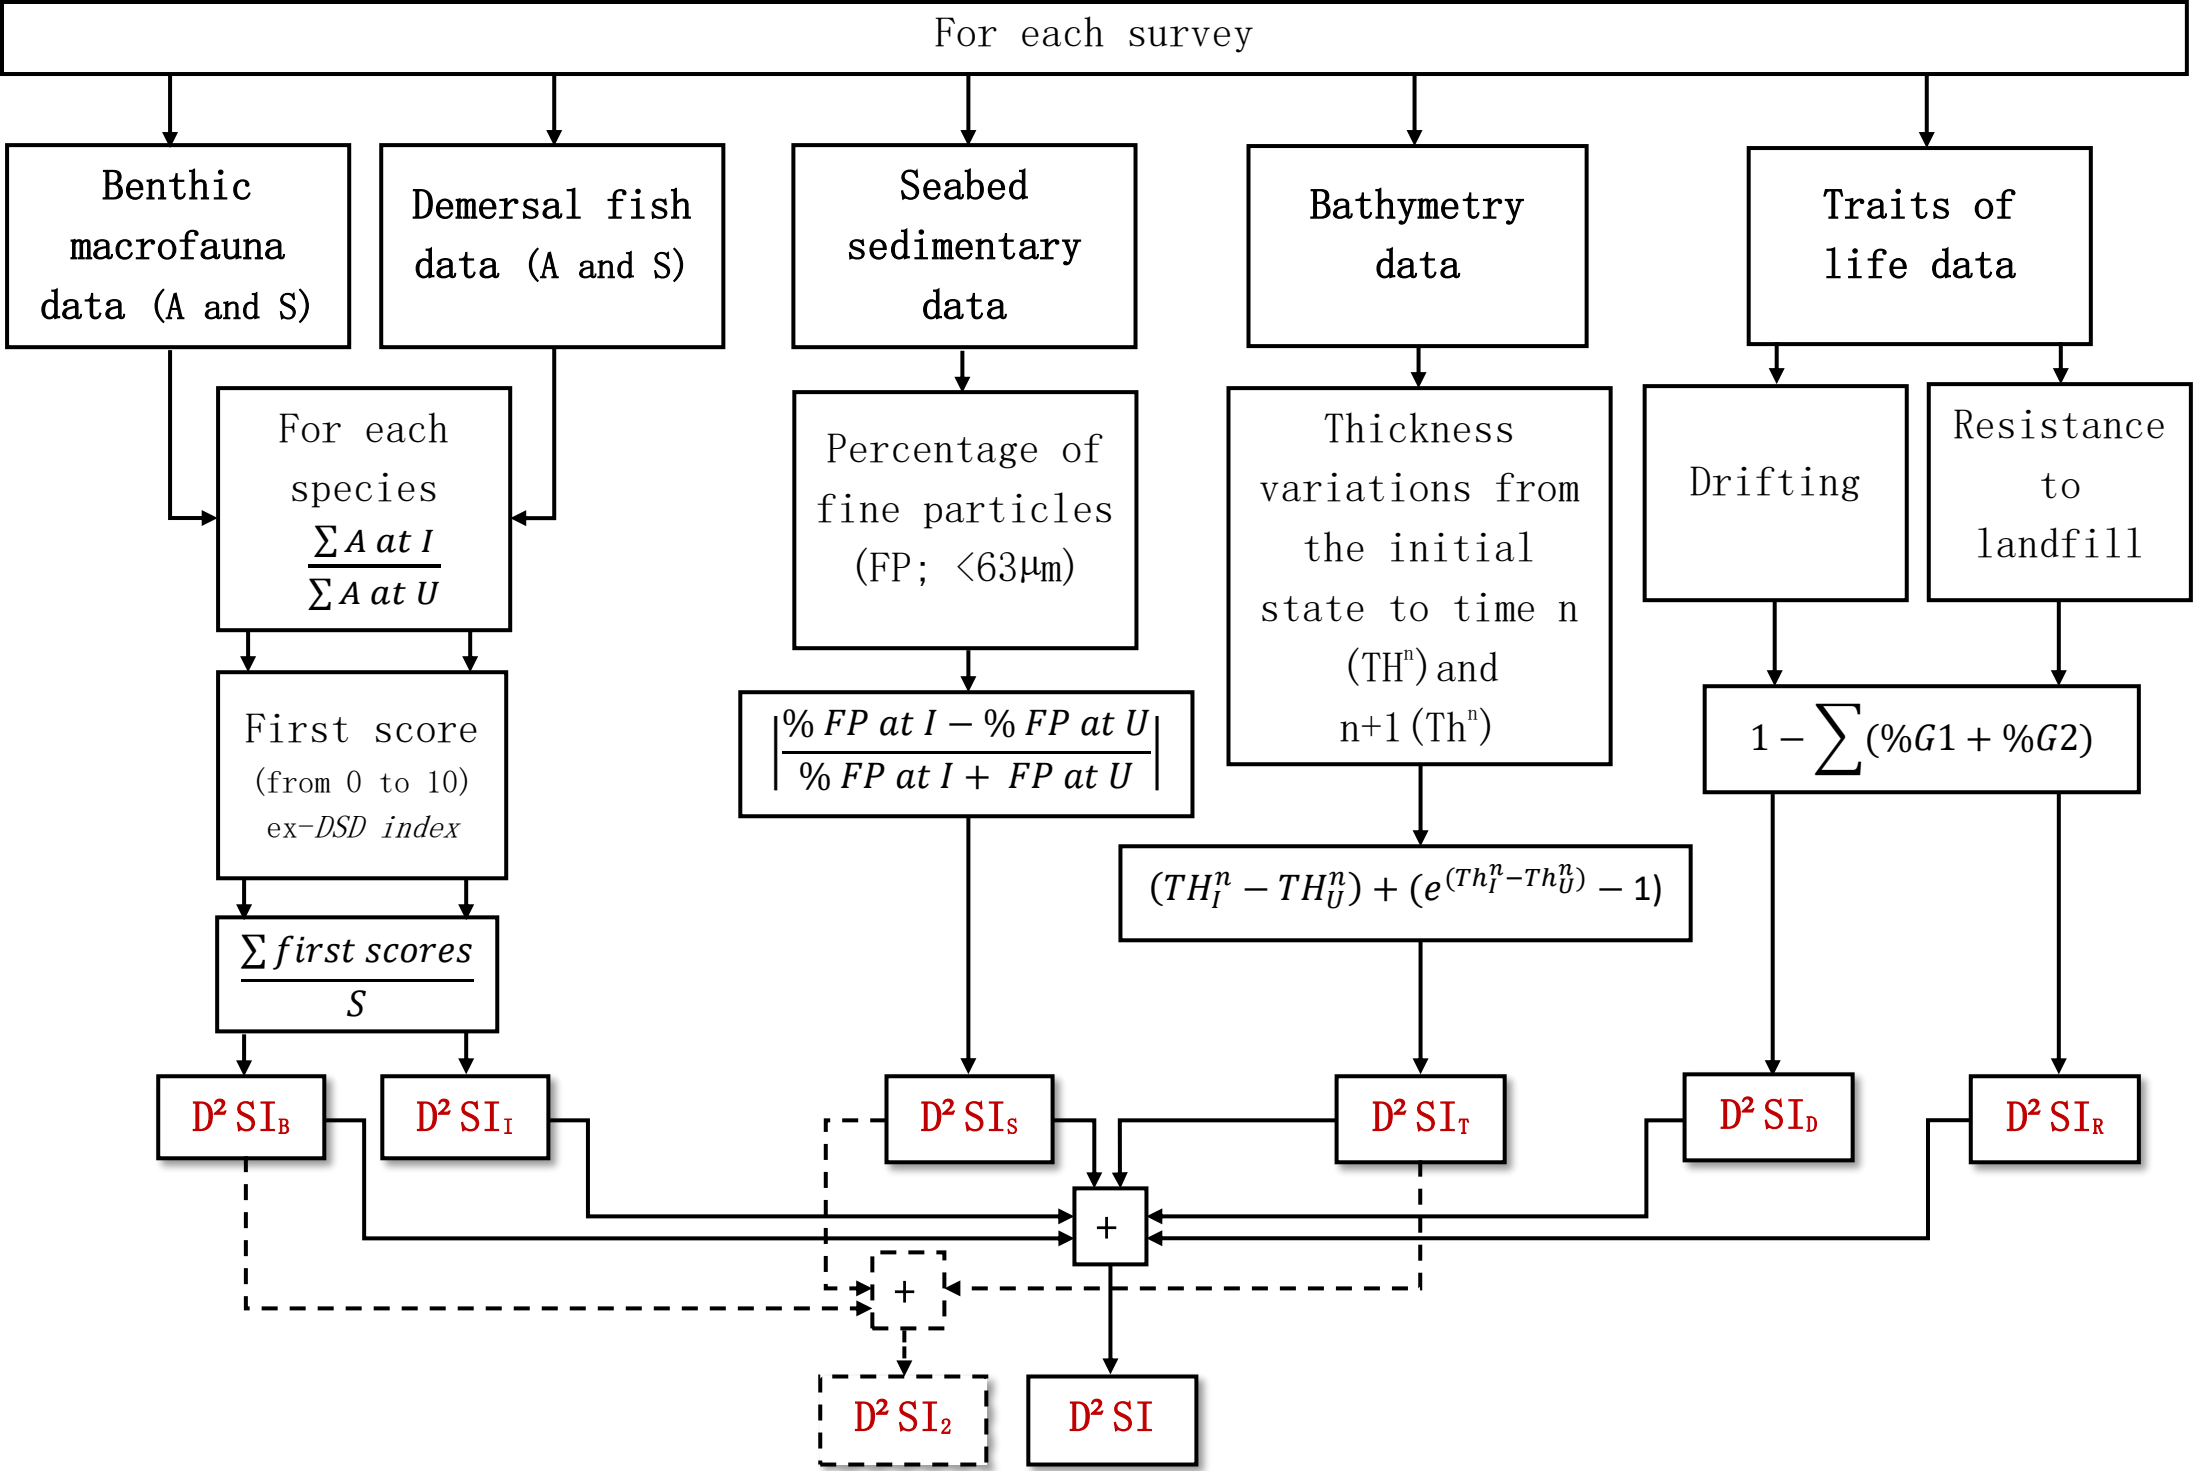 For each survey
Benthic
macrofauna
data (A and S)
Demersal fish
data (A and S)
Seabed
sedimentary
data
Bathymetry
data
Traits of
life data
For each
species
∑ A at I
∑ A at U
Percentage of
fine particles
(FP; <63μm)
Thickness
variations from
the initial
state to time n
(THⁿ) and
n+1 (Thⁿ)
Drifting
Resistance
to
landfill
First score
(from 0 to 10)
ex-DSD index
|% FP at I − % FP at U|
|% FP at I + FP at U|
1 − ∑(%G1 + %G2)
(TH_I^n − TH_U^n) + (e^(Th_I^n−Th_U^n) − 1)
∑ first scores
S
D² SI_B
D² SI_I
D² SI_S
D² SI_T
D² SI_D
D² SI_R
+
+
D² SI₂
D² SI